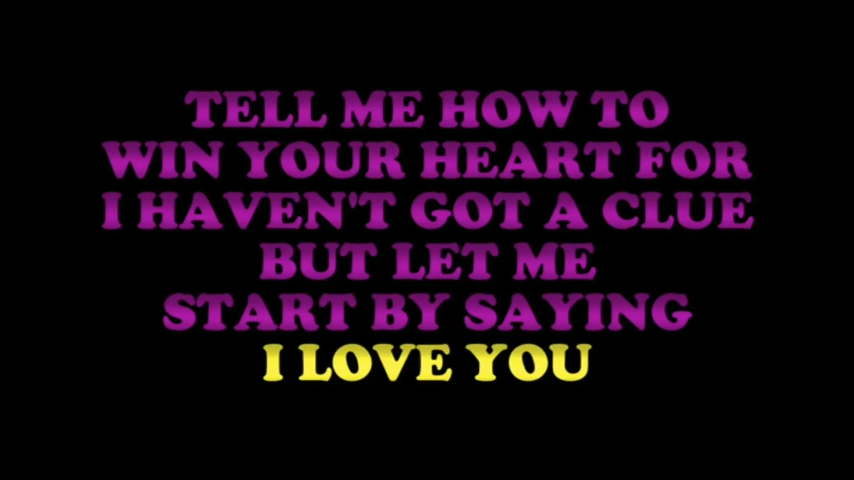 TELL ME HOW TO
WIN YOUR HEART FOR
I HAVEN'T GOT A CLUE
BUT LET ME
START BY SAYING
I LOVE YOU